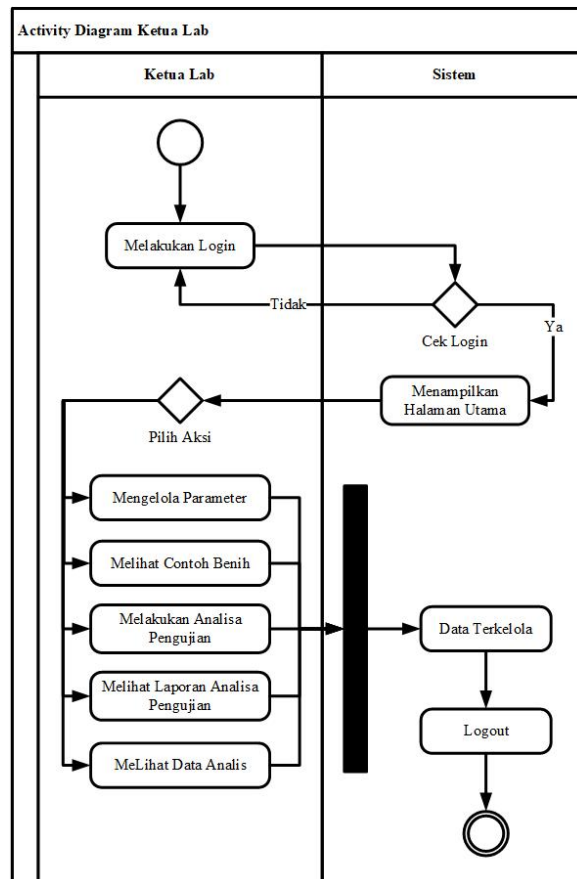 Activity Diagram Ketua Lab
Ketua Lab
Sistem
Melakukan Login
Tidak
Cek Login
Ya
Menampilkan
Halaman Utama
Pilih Aksi
Mengelola Parameter
Melihat Contoh Benih
Melakukan Analisa
Pengujian
Data Terkelola
Melihat Laporan Analisa
Pengujian
Logout
MeLihat Data Analis